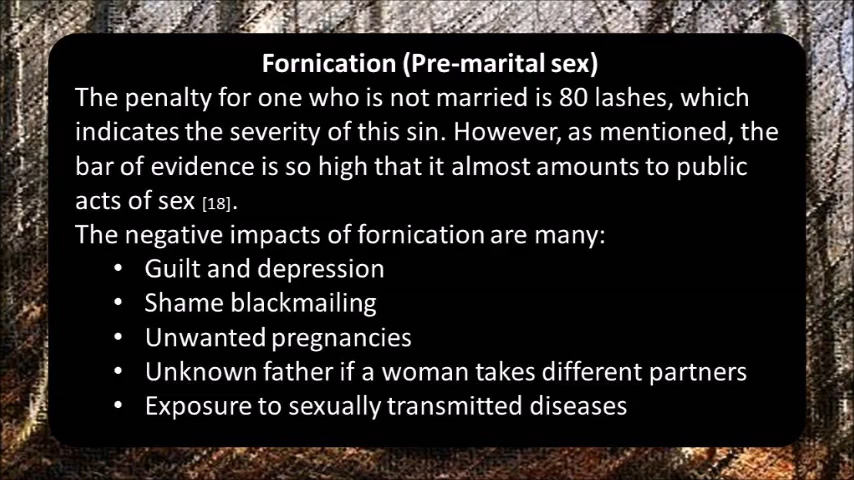 Fornication (Pre-marital sex)
The penalty for one who is not married is 80 lashes, which
indicates the severity of this sin. However, as mentioned, the
bar of evidence is so high that it almost amounts to public
acts of sex [18].
The negative impacts of fornication are many:
• Guilt and depression
• Shame blackmailing
• Unwanted pregnancies
• Unknown father if a woman takes different partners
• Exposure to sexually transmitted diseases